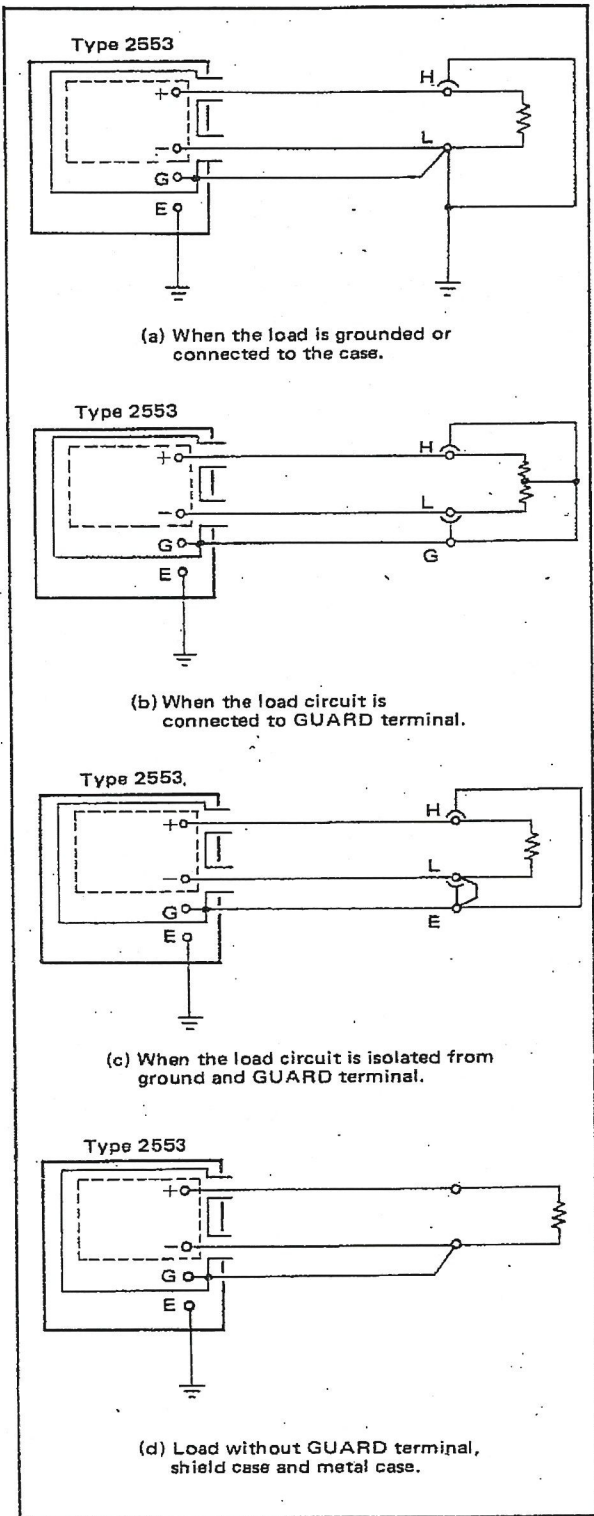 Type 2553
+
H
-
L
G
E
(a) When the load is grounded or
connected to the case.
Type 2553
+
H
-
L
G
G
E
(b) When the load circuit is
connected to GUARD terminal.
Type 2553
+
H
-
L
G
E
E
(c) When the load circuit is isolated from
ground and GUARD terminal.
Type 2553
+
-
G
E
(d) Load without GUARD terminal,
shield case and metal case.